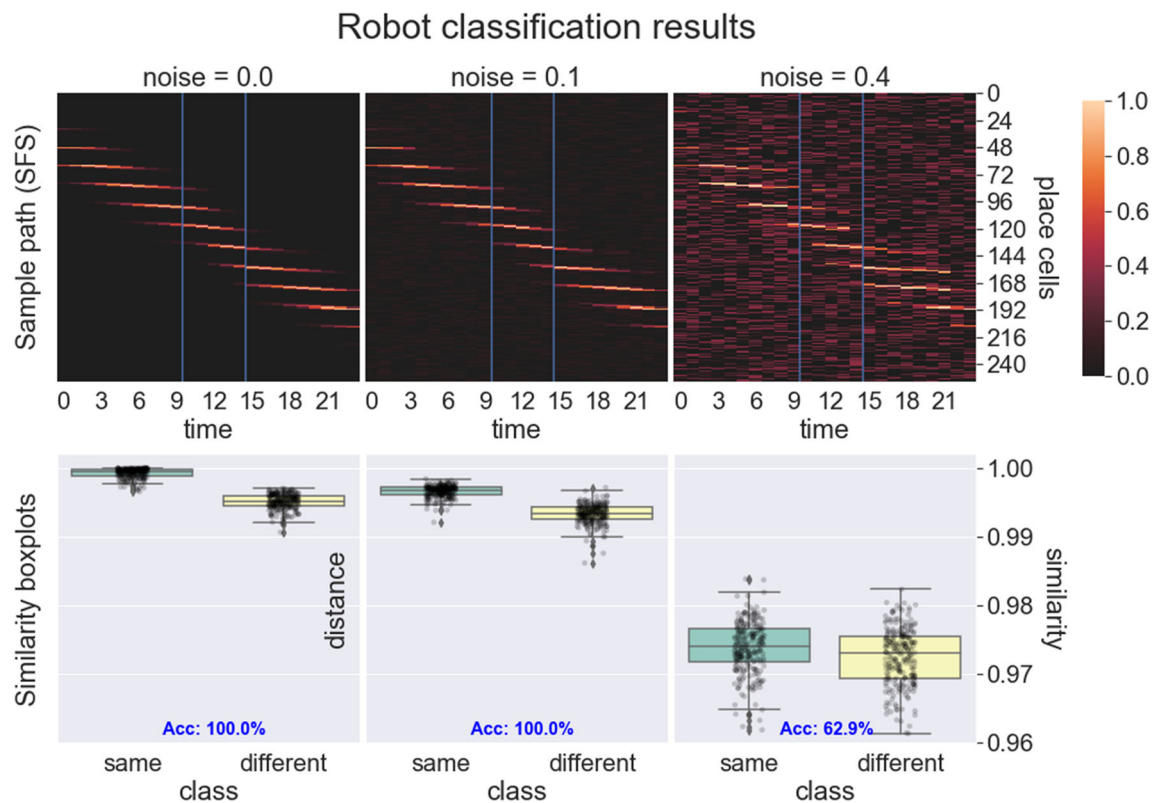 Robot classification results
noise = 0.0
noise = 0.1
noise = 0.4
Sample path (SFS)
0
24
48
72
96
120
144
168
192
216
240
place cells
1.0
0.8
0.6
0.4
0.2
0.0
0 3 6 9 12 15 18 21
time
0 3 6 9 12 15 18 21
time
0 3 6 9 12 15 18 21
time
Similarity boxplots
distance
1.00
0.99
0.98
0.97
0.96
similarity
Acc: 100.0%
Acc: 100.0%
Acc: 62.9%
same different
class
same different
class
same different
class